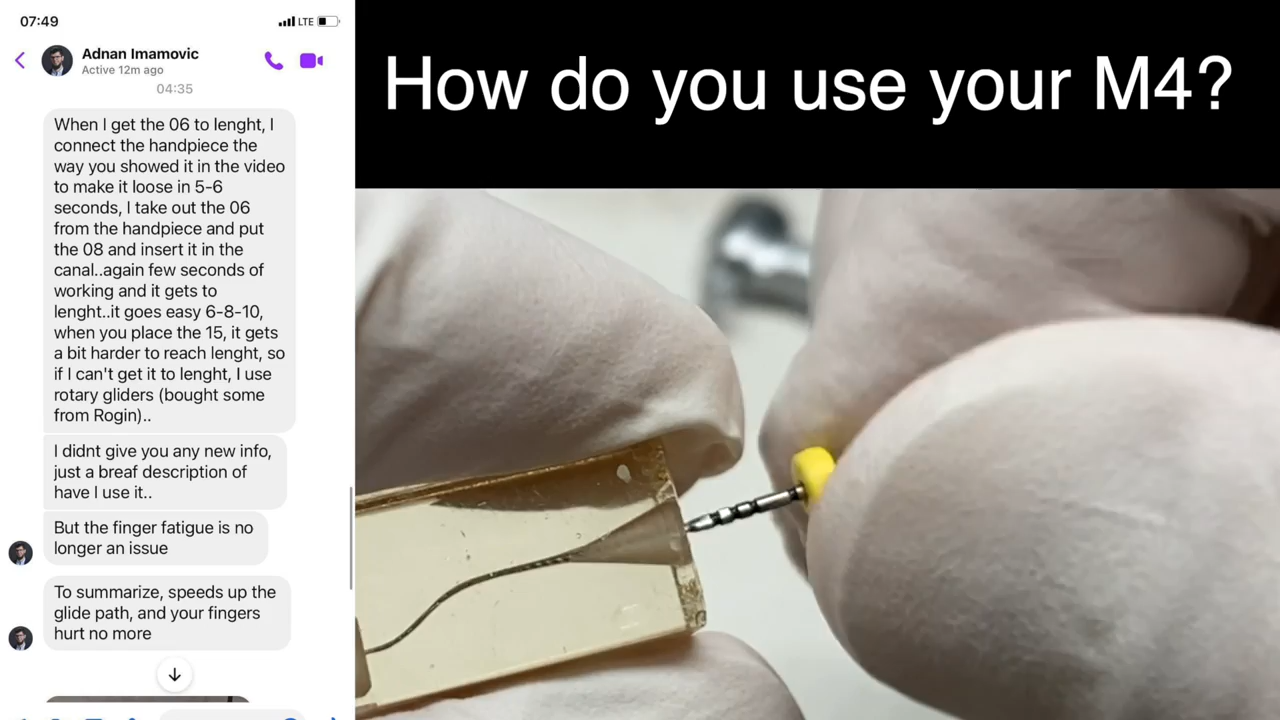 07:49
LTE
Adnan Imamovic
Active 12m ago
04:35
When I get the 06 to lenght, I
connect the handpiece the
way you showed it in the video
to make it loose in 5-6
seconds, I take out the 06
from the handpiece and put
the 08 and insert it in the
canal..again few seconds of
working and it gets to
lenght..it goes easy 6-8-10,
when you place the 15, it gets
a bit harder to reach lenght, so
if I can't get it to lenght, I use
rotary gliders (bought some
from Rogin)..
I didnt give you any new info,
just a breaf description of
have I use it..
But the finger fatigue is no
longer an issue
To summarize, speeds up the
glide path, and your fingers
hurt no more
How do you use your M4?